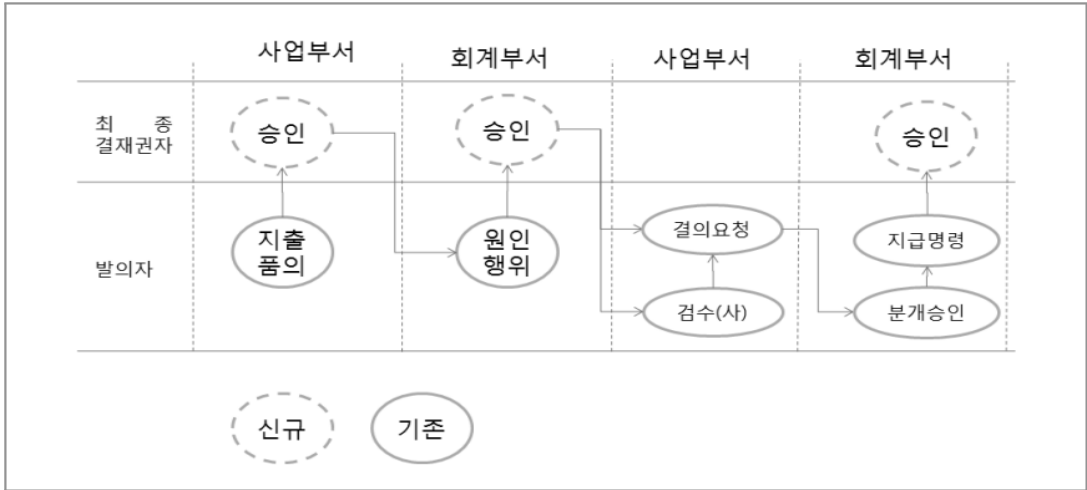 사업부서 회계부서 사업부서 회계부서
최 종
결재권자
승인 승인 승인
발의자
지출
품의
원인
행위
결의요청 지급명령
검수(사) 분개승인
신규 기존